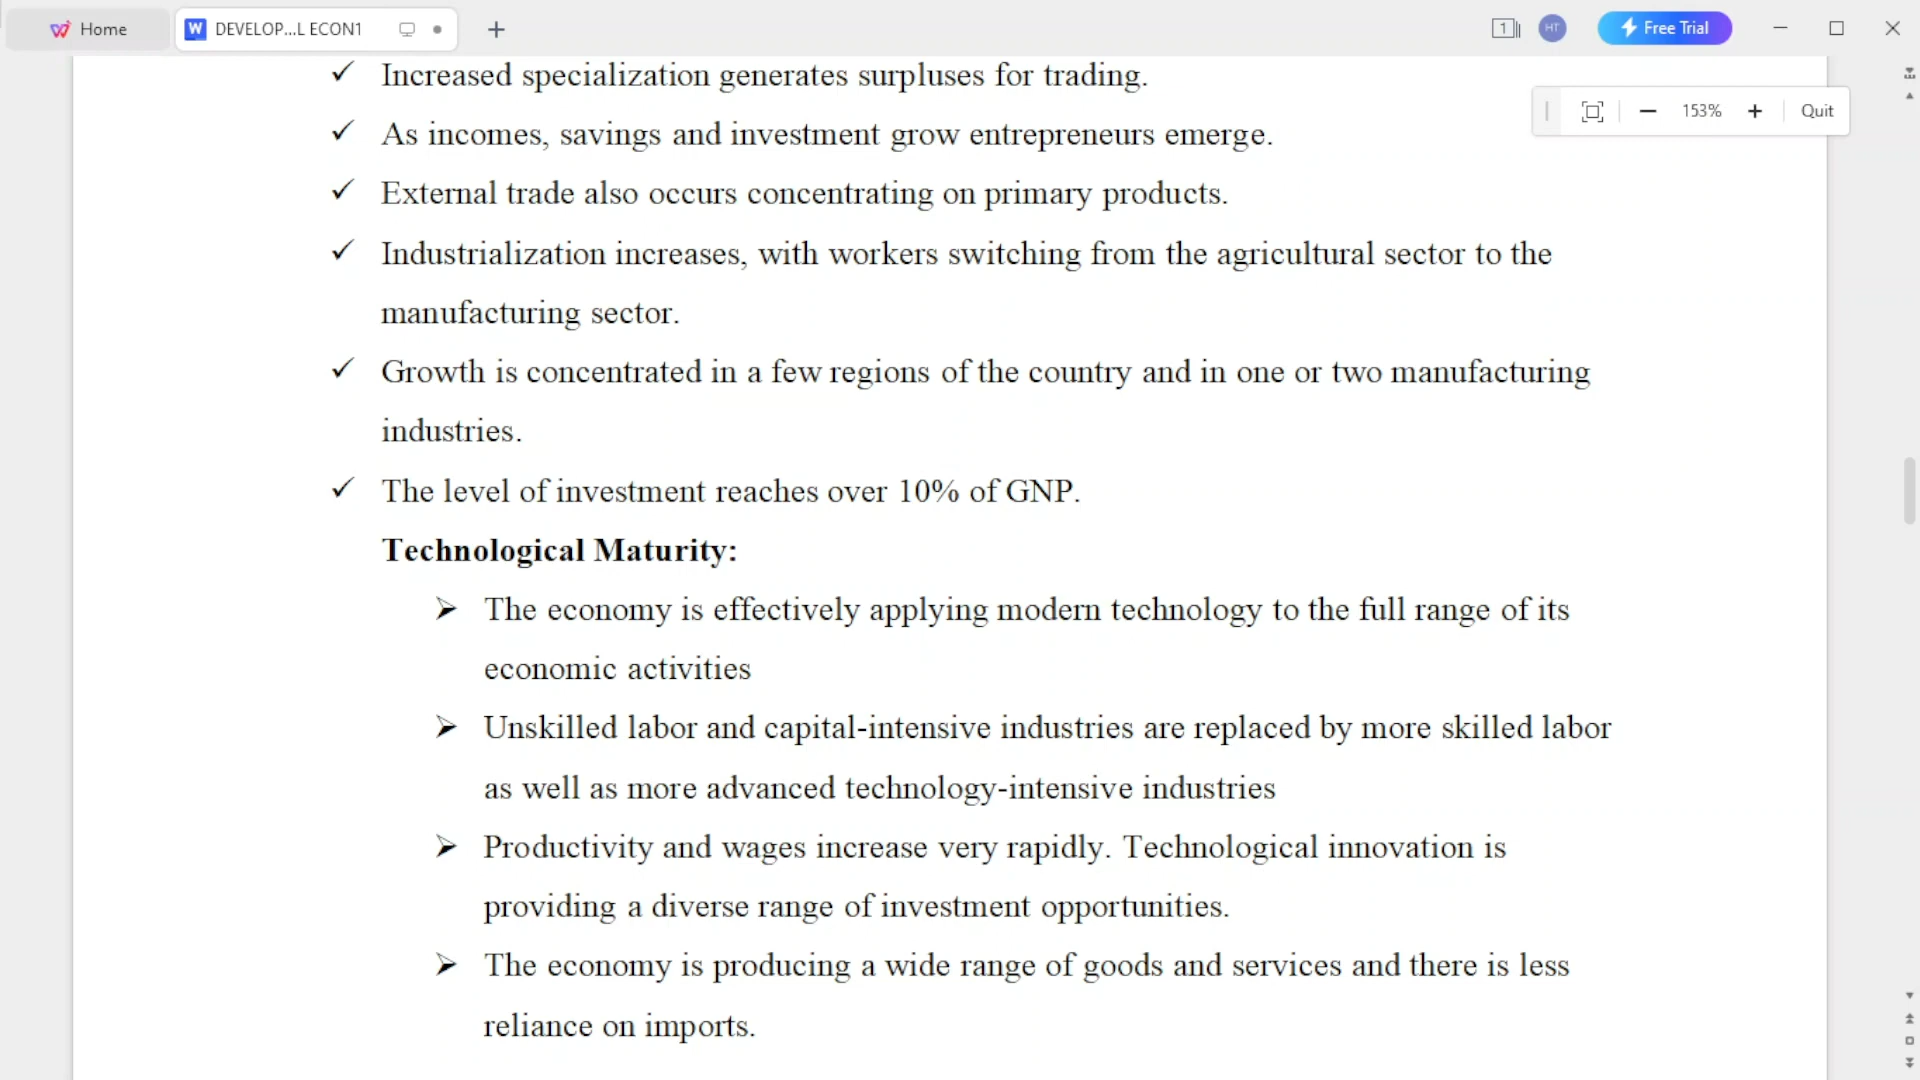 Home
DEVELOP...L ECON1
1
HT
Free Trial
Increased specialization generates surpluses for trading.
153%
Quit
As incomes, savings and investment grow entrepreneurs emerge.
External trade also occurs concentrating on primary products.
Industrialization increases, with workers switching from the agricultural sector to the
manufacturing sector.
Growth is concentrated in a few regions of the country and in one or two manufacturing
industries.
The level of investment reaches over 10% of GNP.
Technological Maturity:
The economy is effectively applying modern technology to the full range of its
economic activities
Unskilled labor and capital-intensive industries are replaced by more skilled labor
as well as more advanced technology-intensive industries
Productivity and wages increase very rapidly. Technological innovation is
providing a diverse range of investment opportunities.
The economy is producing a wide range of goods and services and there is less
reliance on imports.